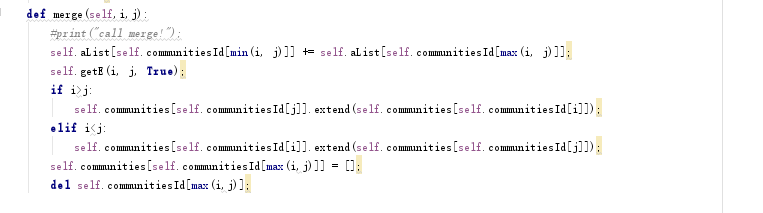 def merge(self,i,j):
#print("call merge!");
self.aList[self.communitiesId[min(i, j)]] += self.aList[self.communitiesId[max(i, j)]];
self.getE(i, j, True);
if i>j:
self.communities[self.communitiesId[j]].extend(self.communities[self.communitiesId[i]]);
elif i<j:
self.communities[self.communitiesId[i]].extend(self.communities[self.communitiesId[j]]);
self.communities[self.communitiesId[max(i,j)]] = [];
del self.communitiesId[max(i,j)];